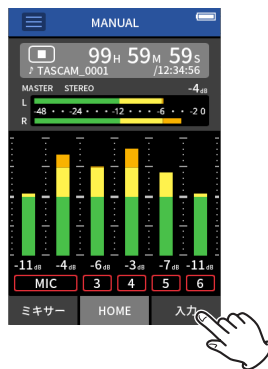 MANUAL
99H 59M 59S
♪ TASCAM_0001 /12:34:56
MASTER STEREO -4dB
L
-48 • • -24 • • • -12 • • • -6 • • -2 0
R
-11dB -4dB -6dB -3dB -7dB -11dB
MIC 3 4 5 6
ミキサー HOME 入力